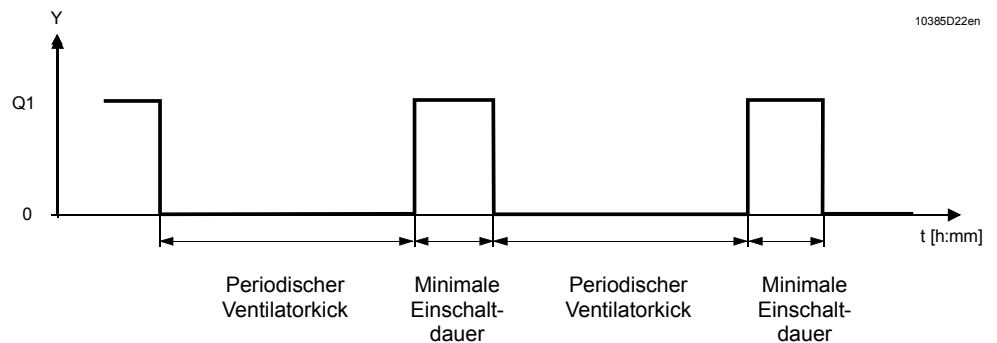 Y
10385D22en
Q1
0
t [h:mm]
Periodischer
Ventilatorkick
Minimale
Einschalt-
dauer
Periodischer
Ventilatorkick
Minimale
Einschalt-
dauer